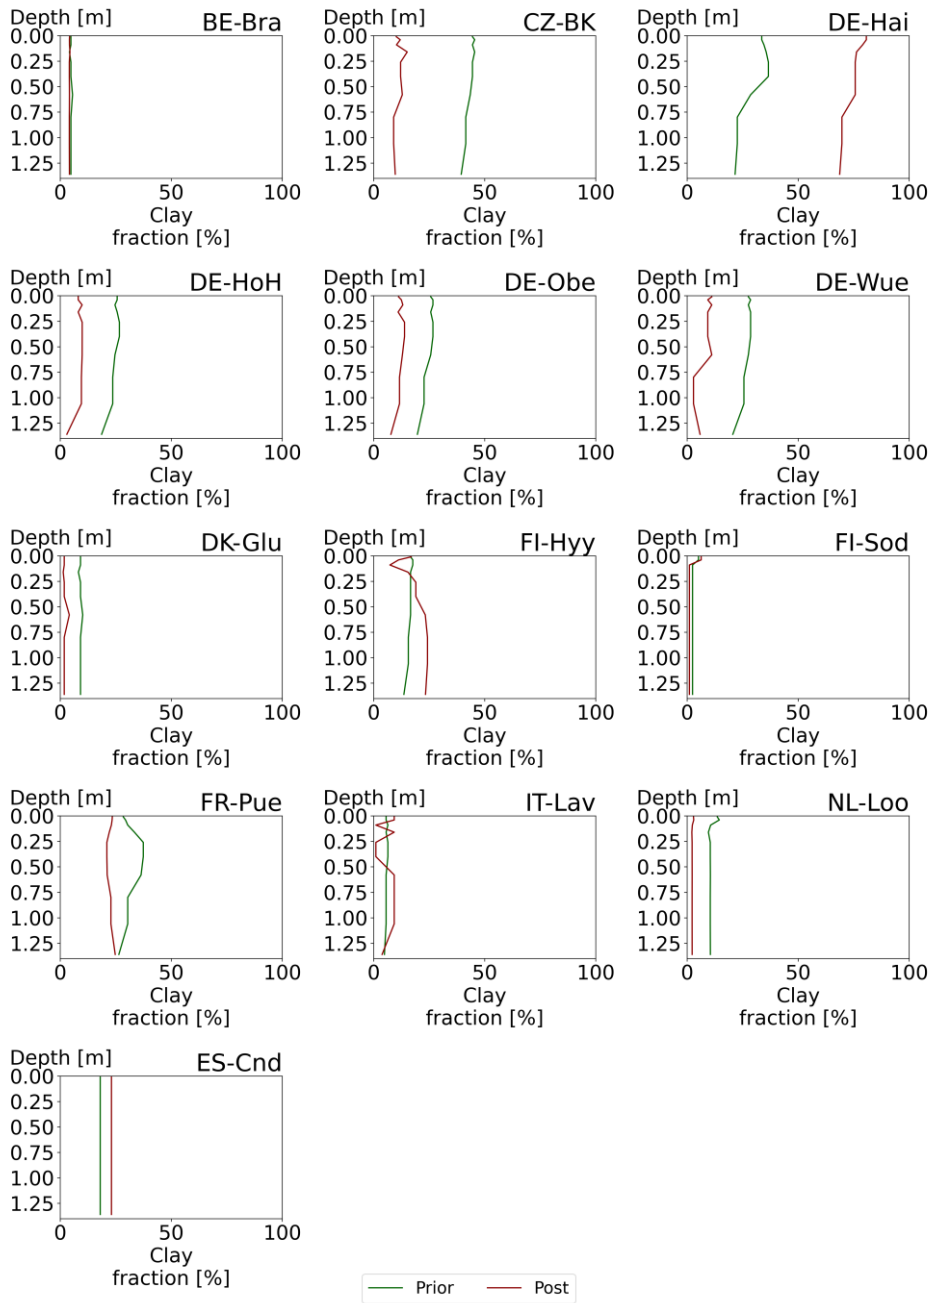 Depth [m] BE-Bra
0.00
0.25
0.50
0.75
1.00
1.25
0 50 100
Clay
fraction [%]
Depth [m] CZ-BK
0.00
0.25
0.50
0.75
1.00
1.25
0 50 100
Clay
fraction [%]
Depth [m] DE-Hai
0.00
0.25
0.50
0.75
1.00
1.25
0 50 100
Clay
fraction [%]
Depth [m] DE-HoH
0.00
0.25
0.50
0.75
1.00
1.25
0 50 100
Clay
fraction [%]
Depth [m] DE-Obe
0.00
0.25
0.50
0.75
1.00
1.25
0 50 100
Clay
fraction [%]
Depth [m] DE-Wue
0.00
0.25
0.50
0.75
1.00
1.25
0 50 100
Clay
fraction [%]
Depth [m] DK-Glu
0.00
0.25
0.50
0.75
1.00
1.25
0 50 100
Clay
fraction [%]
Depth [m] FI-Hyy
0.00
0.25
0.50
0.75
1.00
1.25
0 50 100
Clay
fraction [%]
Depth [m] FI-Sod
0.00
0.25
0.50
0.75
1.00
1.25
0 50 100
Clay
fraction [%]
Depth [m] FR-Pue
0.00
0.25
0.50
0.75
1.00
1.25
0 50 100
Clay
fraction [%]
Depth [m] IT-Lav
0.00
0.25
0.50
0.75
1.00
1.25
0 50 100
Clay
fraction [%]
Depth [m] NL-Loo
0.00
0.25
0.50
0.75
1.00
1.25
0 50 100
Clay
fraction [%]
Depth [m] ES-Cnd
0.00
0.25
0.50
0.75
1.00
1.25
0 50 100
Clay
fraction [%]
Prior Post